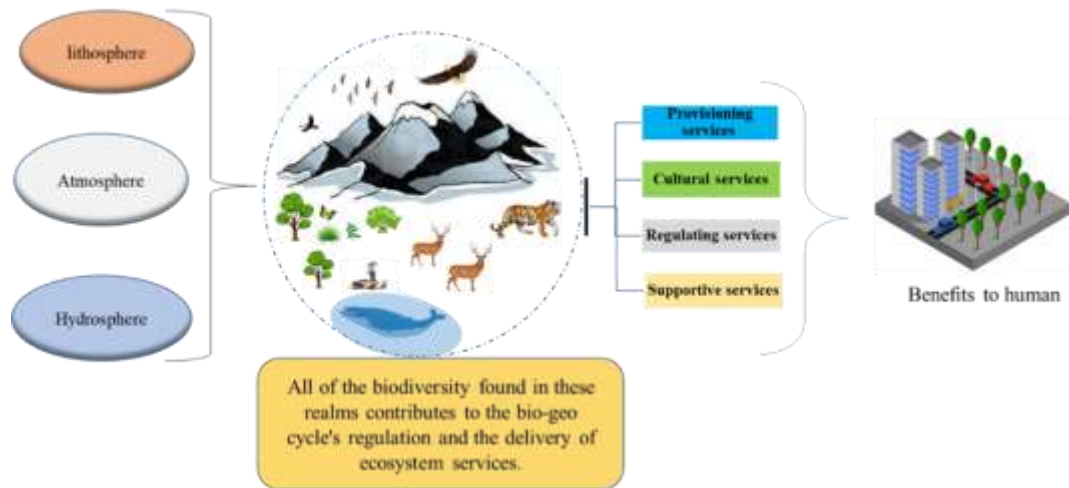 lithosphere
Atmosphere
Hydrosphere
Provisioning
services
Cultural services
Regulating services
Supportive services
Benefits to human
All of the biodiversity found in these
realms contributes to the bio-geo
cycle's regulation and the delivery of
ecosystem services.